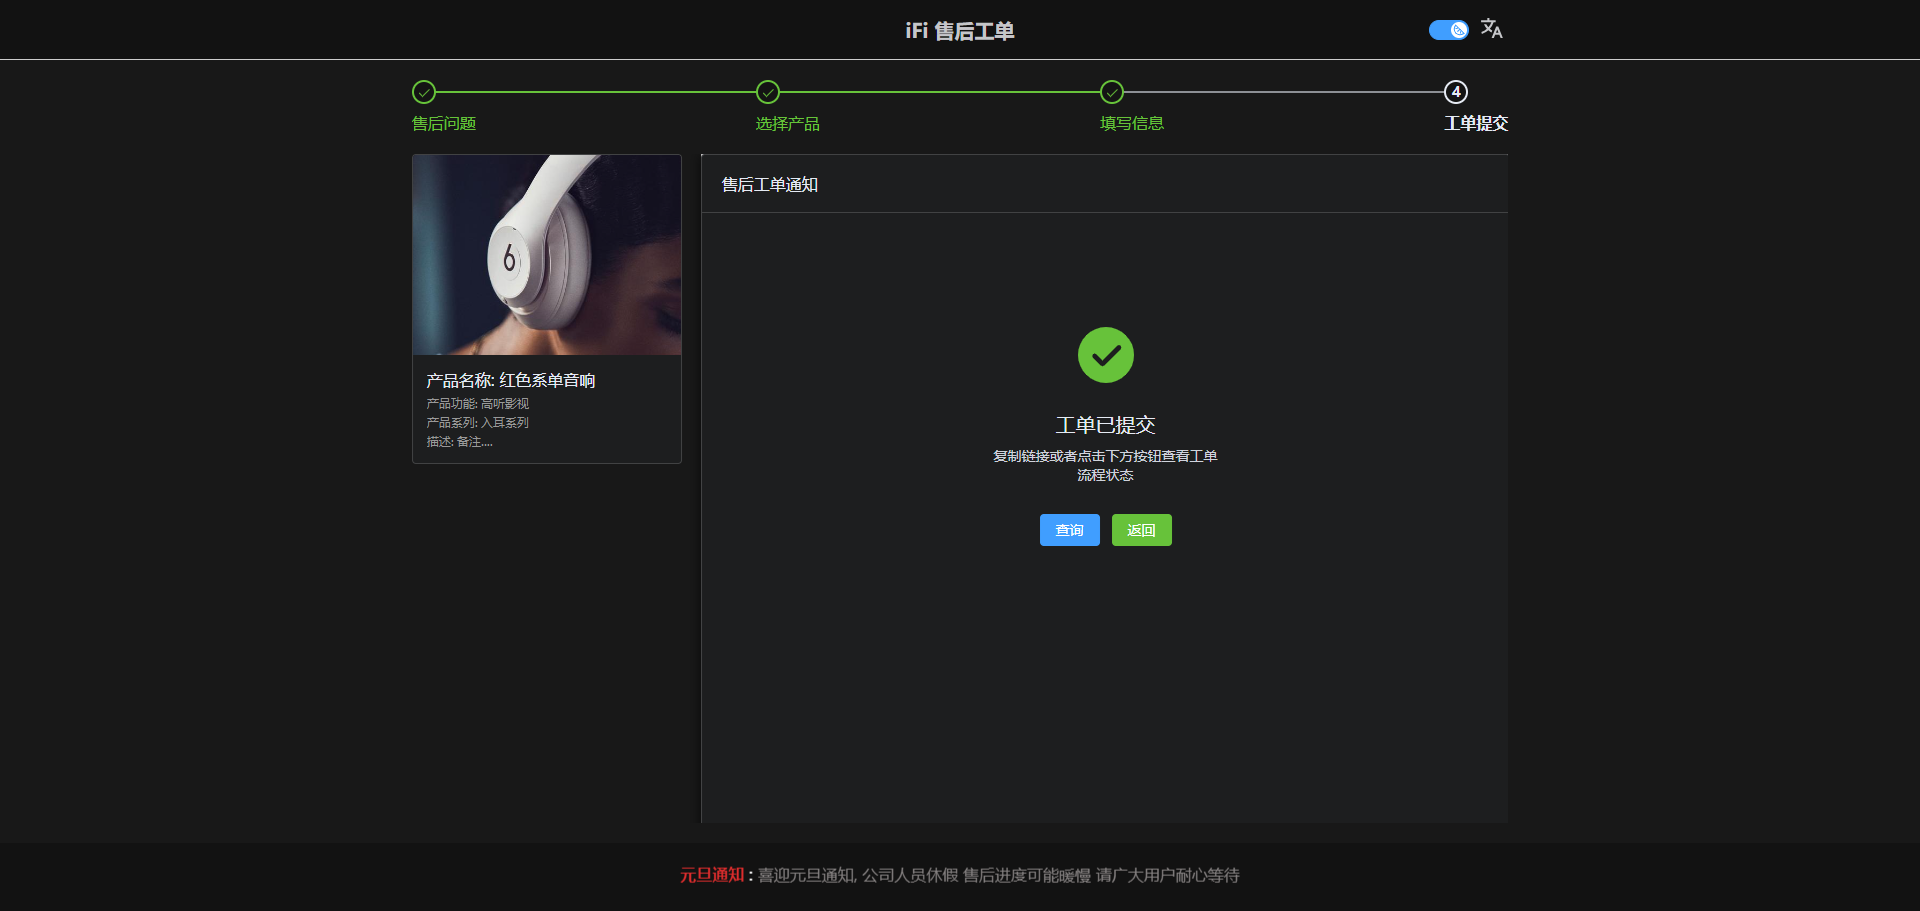 iFi 售后工单
4
售后问题
选择产品
填写信息
工单提交
产品名称: 红色系单音响
产品功能: 高听影视
产品系列: 入耳系列
描述: 备注....
售后工单通知
工单已提交
复制链接或者点击下方按钮查看工单
流程状态
查询
返回
元旦通知 : 喜迎元旦通知, 公司人员休假 售后进度可能暖慢 请广大用户耐心等待